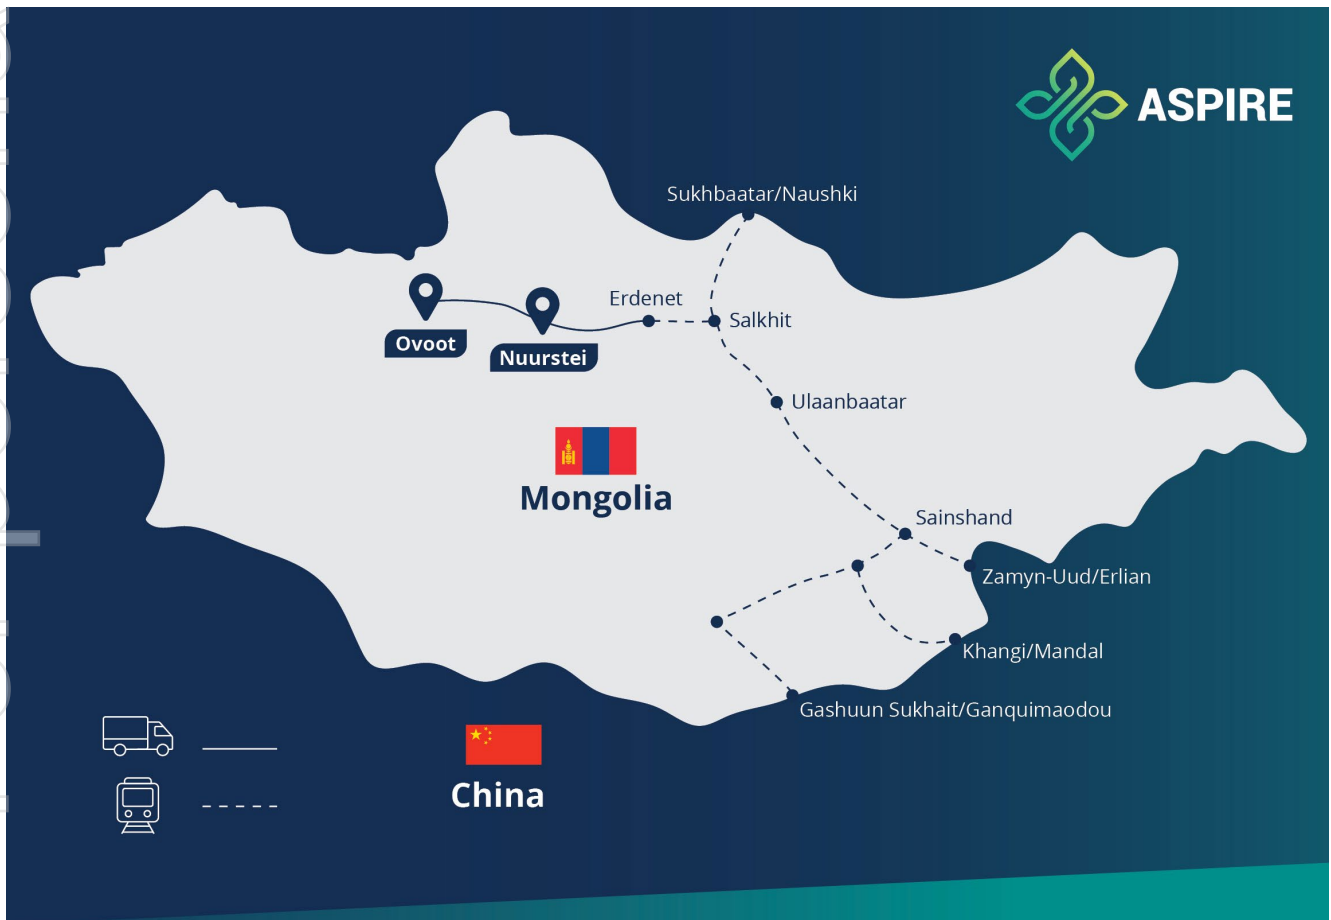 ASPIRE
Sukhbaatar/Naushki
Erdenet
Salkhit
Ovoot
Nuurstei
Ulaanbaatar
Mongolia
Sainshand
Zamyn-Uud/Erlian
Khangi/Mandal
Gashuun Sukhait/Ganquimaodou
China